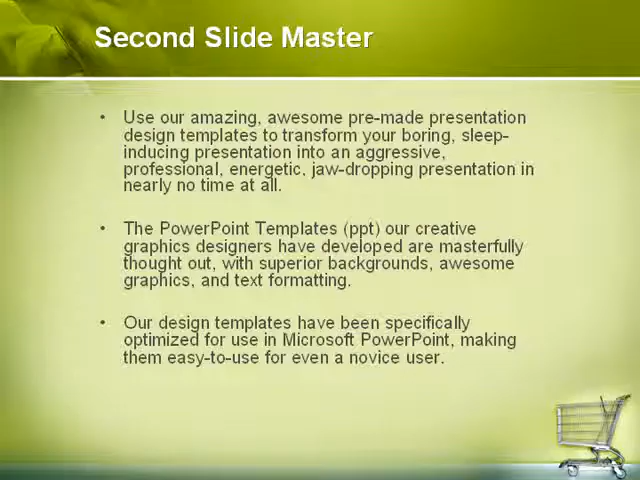 Second Slide Master
• Use our amazing, awesome pre-made presentation
design templates to transform your boring, sleep-
inducing presentation into an aggressive,
professional, energetic, jaw-dropping presentation in
nearly no time at all.
• The PowerPoint Templates (ppt) our creative
graphics designers have developed are masterfully
thought out, with superior backgrounds, awesome
graphics, and text formatting.
• Our design templates have been specifically
optimized for use in Microsoft PowerPoint, making
them easy-to-use for even a novice user.